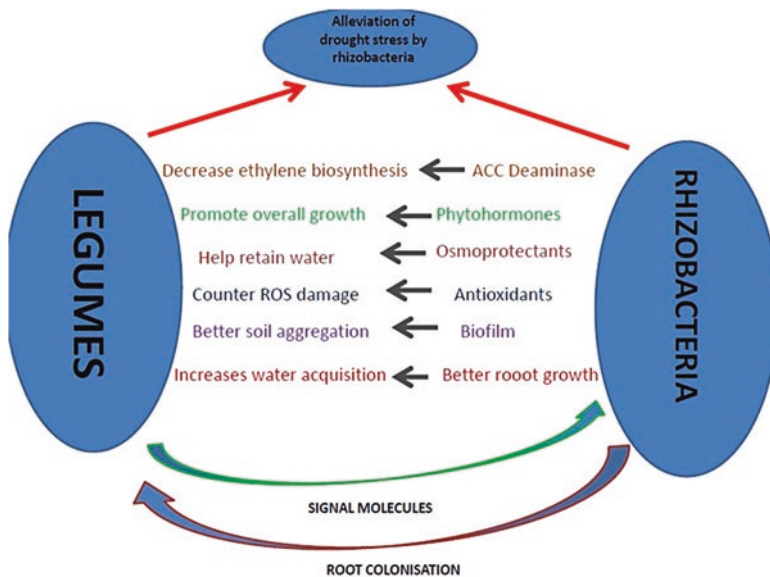 Alleviation of
drought stress by
rhizobacteria
LEGUMES
RHIZOBACTERIA
Decrease ethylene biosynthesis ACC Deaminase
Promote overall growth Phytohormones
Help retain water Osmoprotectants
Counter ROS damage Antioxidants
Better soil aggregation Biofilm
Increases water acquisition Better rooot growth
SIGNAL MOLECULES
ROOT COLONISATION